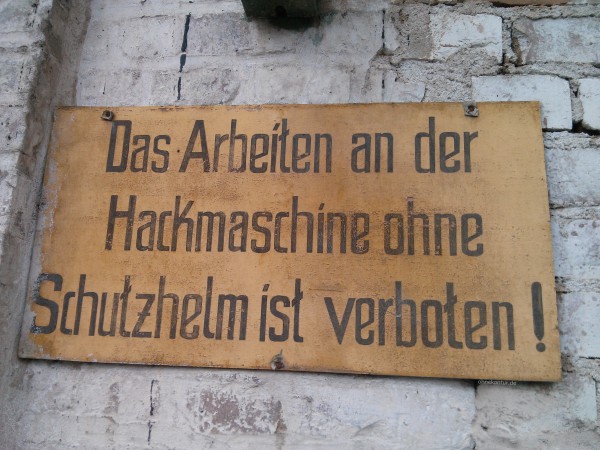 Das Arbeiten an der
Hackmaschine ohne
Schutzhelm ist verboten !